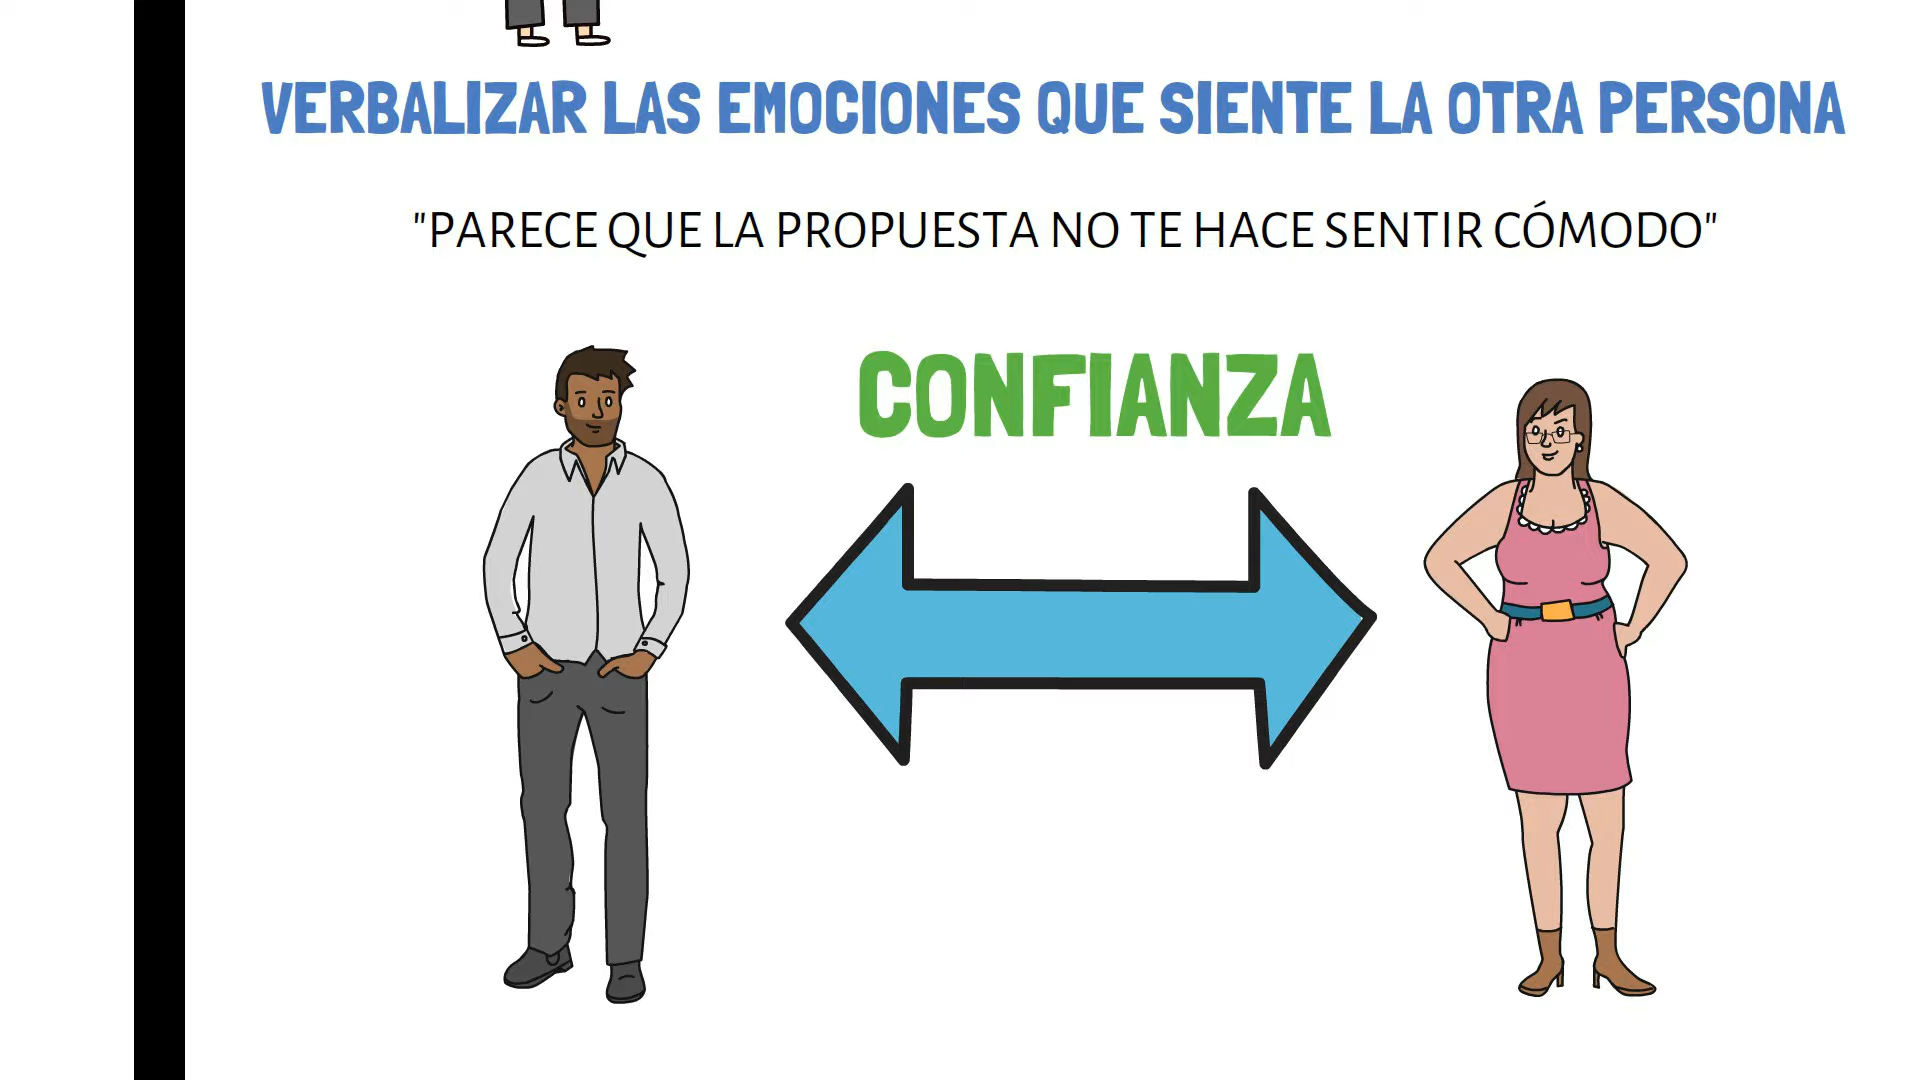 VERBALIZAR LAS EMOCIONES QUE SIENTE LA OTRA PERSONA
"PARECE QUE LA PROPUESTA NO TE HACE SENTIR CÓMODO"
CONFIANZA